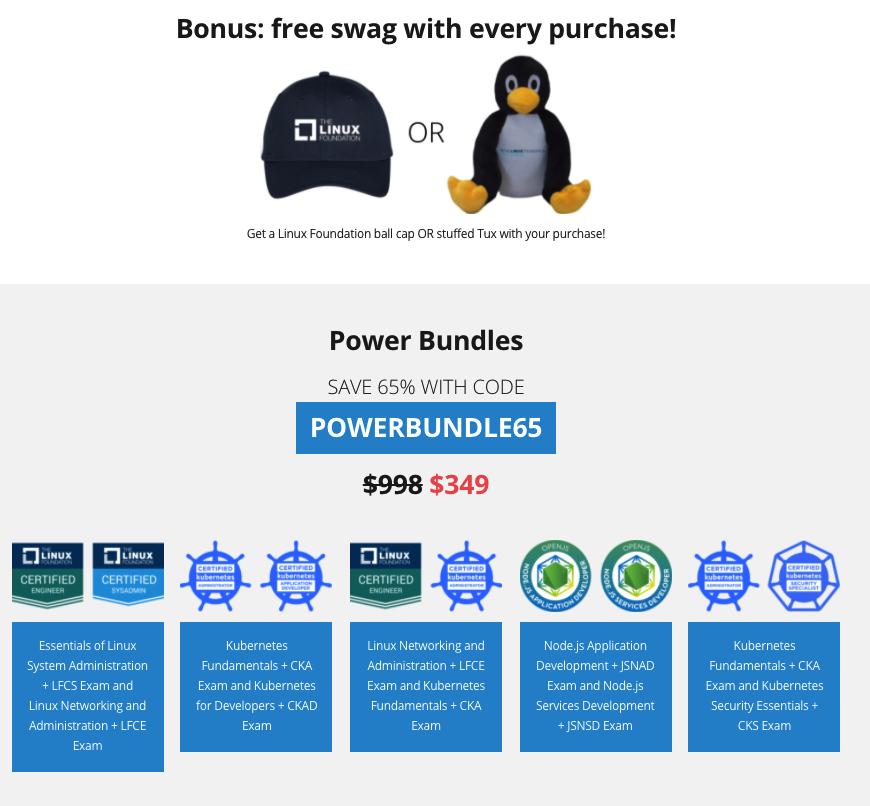 Bonus: free swag with every purchase!
THE
LINUX
FOUNDATION
OR
Get a Linux Foundation ball cap OR stuffed Tux with your purchase!
Power Bundles
SAVE 65% WITH CODE
POWERBUNDLE65
$998 $349
THE
LINUX
FOUNDATION
CERTIFIED
ENGINEER
THE
LINUX
FOUNDATION
CERTIFIED
SYSADMIN
CERTIFIED
kubernetes
ADMINISTRATOR
CERTIFIED
kubernetes
APPLICATION
DEVELOPER
THE
LINUX
FOUNDATION
CERTIFIED
ENGINEER
CERTIFIED
kubernetes
ADMINISTRATOR
OPENJS
NODE.JS APPLICATION DEVELOPER
OPENJS
NODE.JS SERVICES DEVELOPER
CERTIFIED
kubernetes
ADMINISTRATOR
CERTIFIED
kubernetes
SECURITY
SPECIALIST
Essentials of Linux
System Administration
+ LFCS Exam and
Linux Networking and
Administration + LFCE
Exam
Kubernetes
Fundamentals + CKA
Exam and Kubernetes
for Developers + CKAD
Exam
Linux Networking and
Administration + LFCE
Exam and Kubernetes
Fundamentals + CKA
Exam
Node.js Application
Development + JSNAD
Exam and Node.js
Services Development
+ JSNSD Exam
Kubernetes
Fundamentals + CKA
Exam and Kubernetes
Security Essentials +
CKS Exam